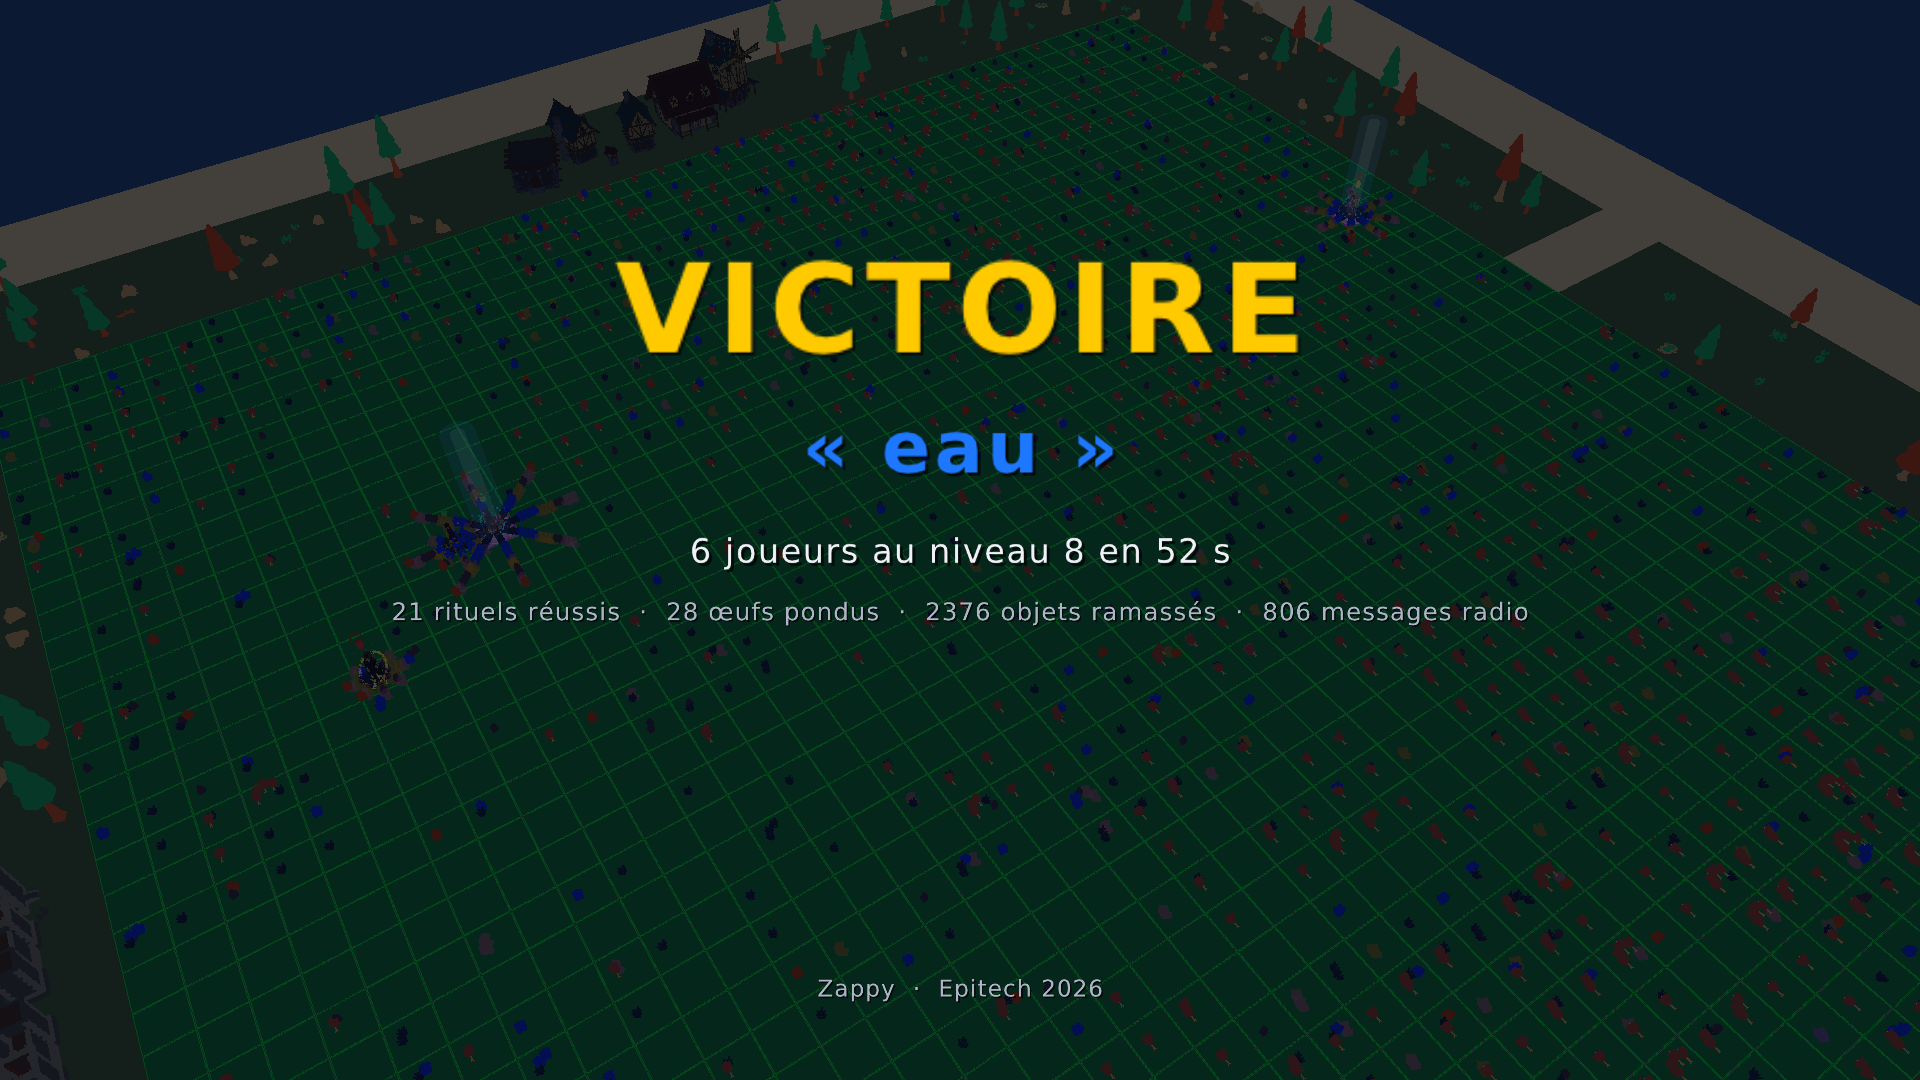 VICTOIRE
« eau »
6 joueurs au niveau 8 en 52 s
21 rituels réussis · 28 œufs pondus · 2376 objets ramassés · 806 messages radio
Zappy · Epitech 2026